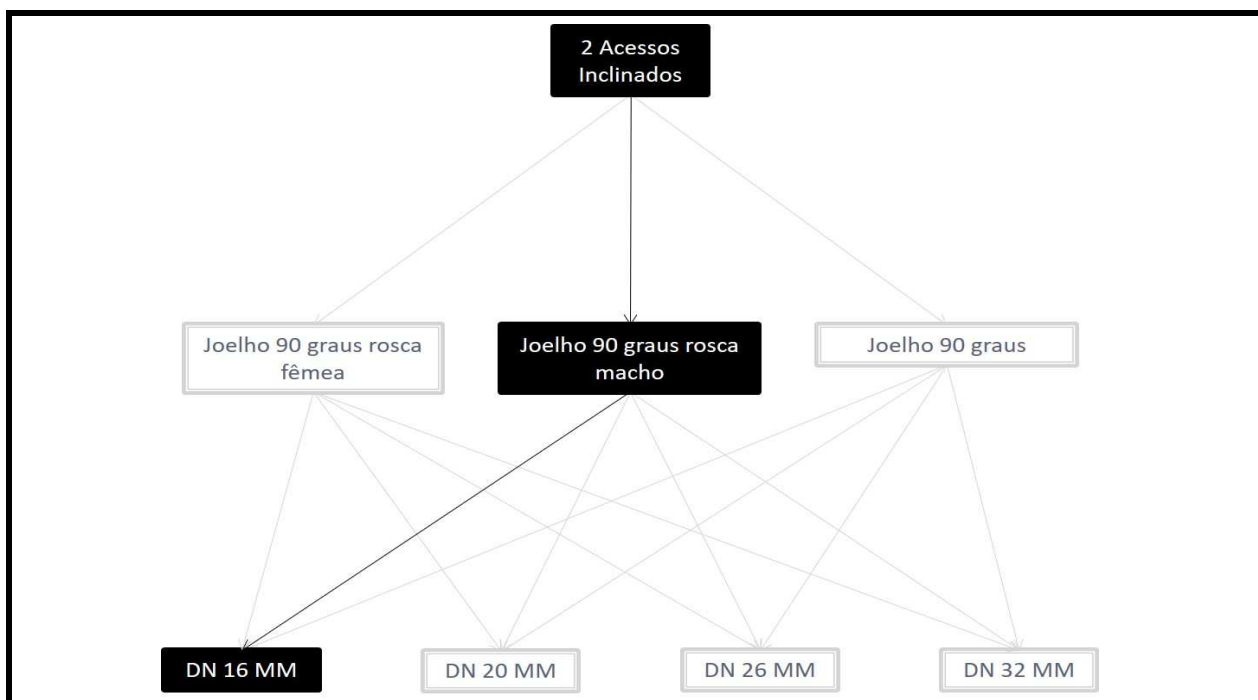 2 Acessos
Inclinados
Joelho 90 graus rosca
fêmea
Joelho 90 graus rosca
macho
Joelho 90 graus
DN 16 MM
DN 20 MM
DN 26 MM
DN 32 MM